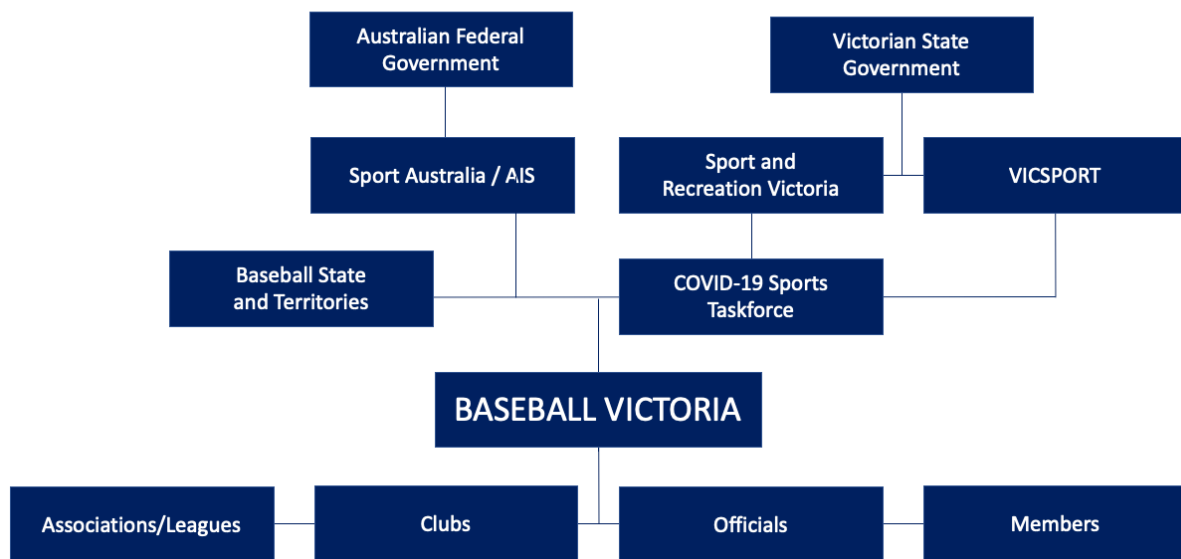 Australian Federal
Government
Victorian State
Government
Sport Australia / AIS
Sport and
Recreation Victoria
VICSPORT
Baseball State
and Territories
COVID-19 Sports
Taskforce
BASEBALL VICTORIA
Associations/Leagues
Clubs
Officials
Members